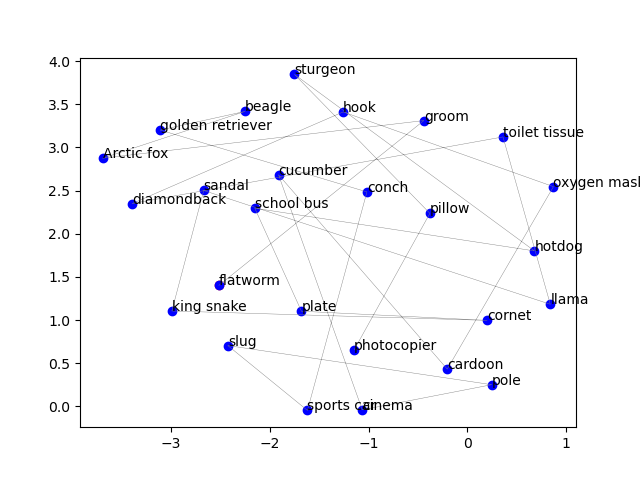 4.0
sturgeon
3.5
beagle
hook
golden retriever
groom
toilet tissue
3.0
Arctic fox
cucumber
2.5
sandal
conch
oxygen masl
diamondback
school bus
pillow
2.0
hotdog
1.5
flatworm
llama
king snake
plate
1.0
cornet
slug
photocopier
0.5
cardoon
pole
0.0
sports car
cinema
−3
−2
−1
0
1